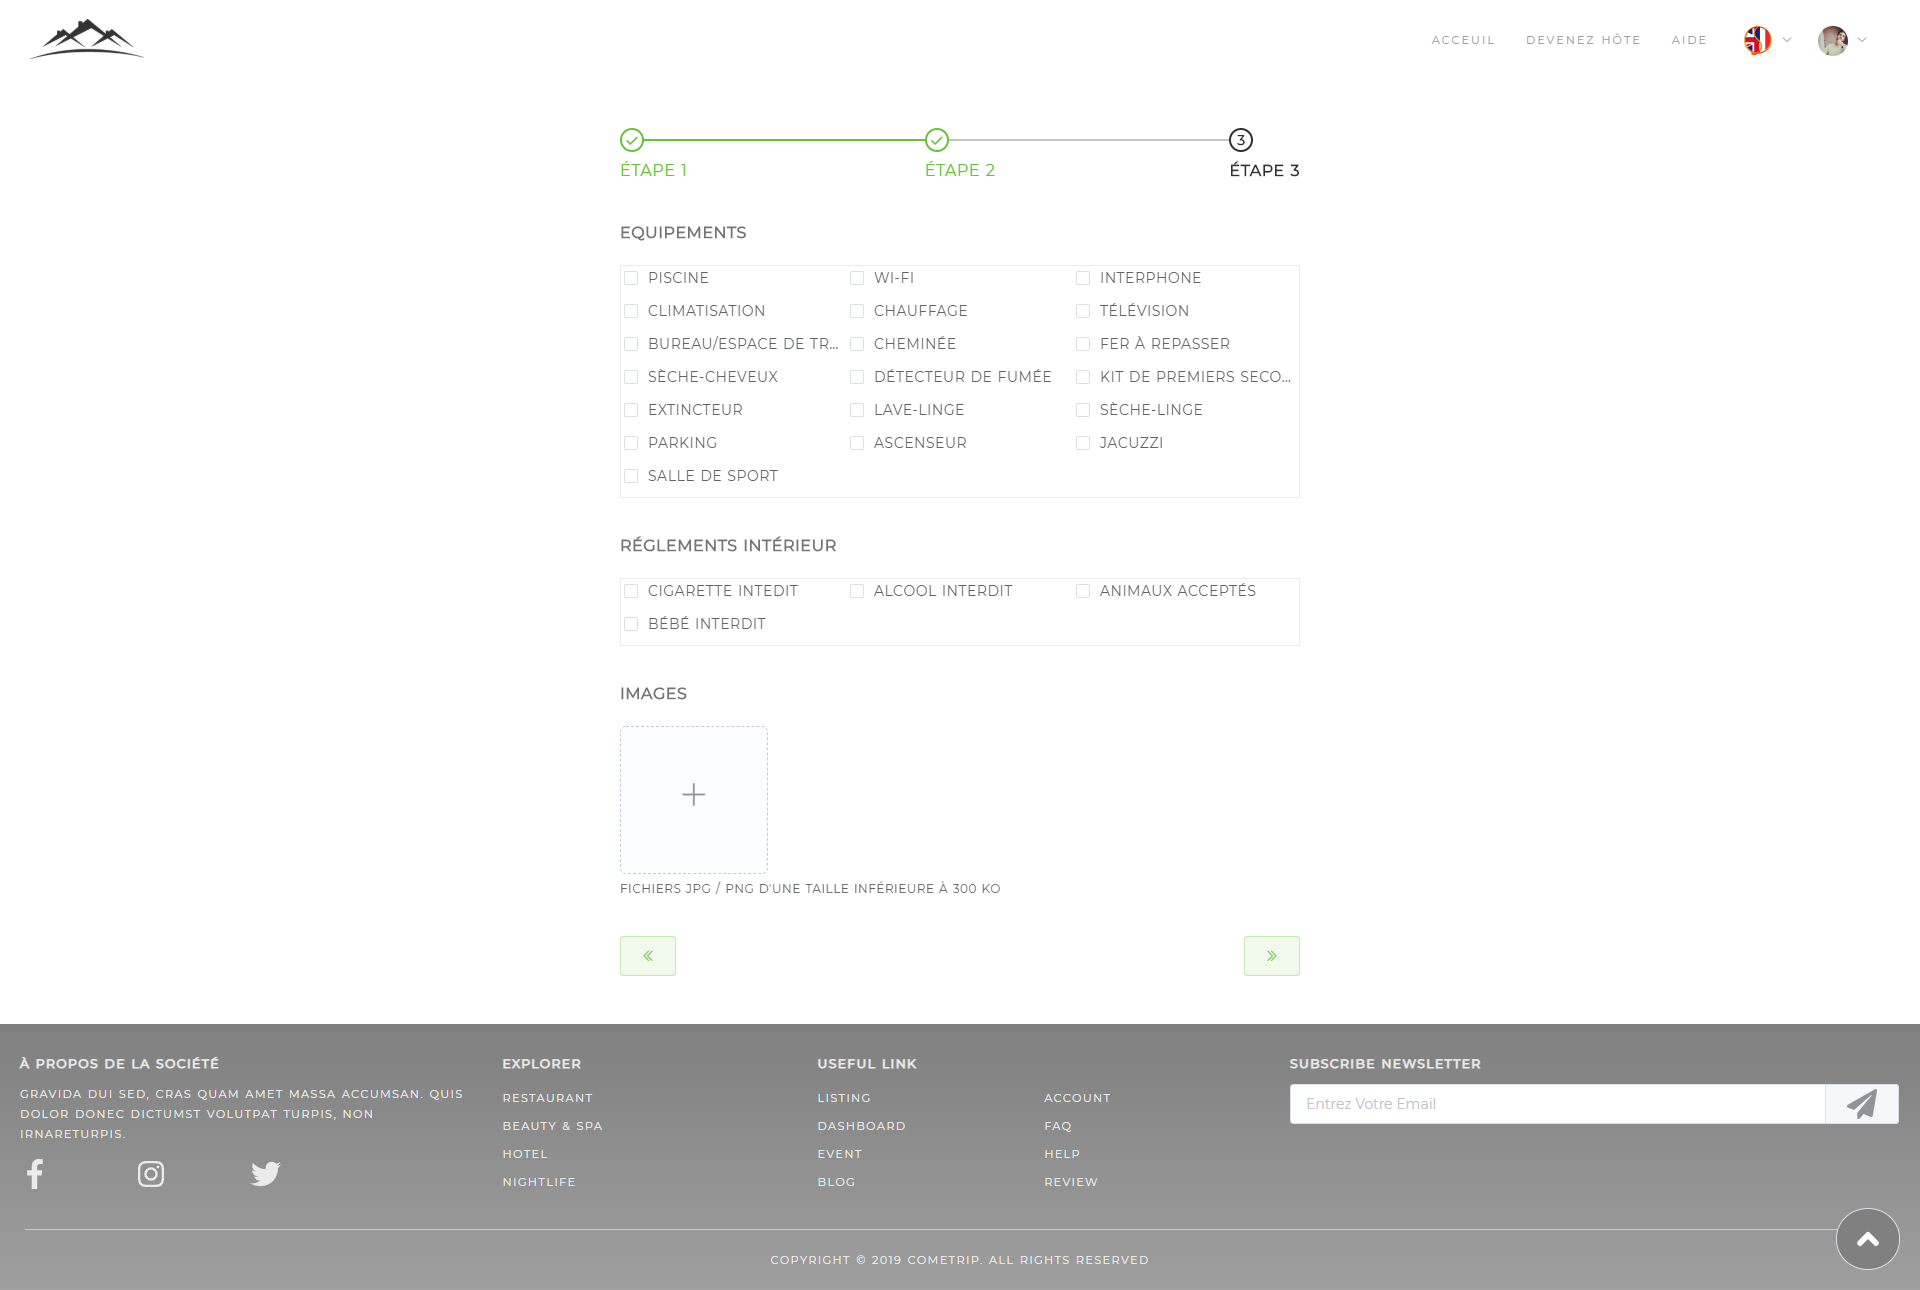 ACCEUIL DEVENEZ HÔTE AIDE
3
ÉTAPE 1 ÉTAPE 2 ÉTAPE 3
EQUIPEMENTS
PISCINE WI-FI INTERPHONE
CLIMATISATION CHAUFFAGE TÉLÉVISION
BUREAU/ESPACE DE TR... CHEMINÉE FER À REPASSER
SÈCHE-CHEVEUX DÉTECTEUR DE FUMÉE KIT DE PREMIERS SECO...
EXTINCTEUR LAVE-LINGE SÈCHE-LINGE
PARKING ASCENSEUR JACUZZI
SALLE DE SPORT
RÉGLEMENTS INTÉRIEUR
CIGARETTE INTEDIT ALCOOL INTERDIT ANIMAUX ACCEPTÉS
BÉBÉ INTERDIT
IMAGES
FICHIERS JPG / PNG D'UNE TAILLE INFÉRIEURE À 300 KO
À PROPOS DE LA SOCIÉTÉ
GRAVIDA DUI SED, CRAS QUAM AMET MASSA ACCUMSAN. QUIS
DOLOR DONEC DICTUMST VOLUTPAT TURPIS, NON
IRNARETURPIS.
EXPLORER
RESTAURANT
BEAUTY & SPA
HOTEL
NIGHTLIFE
USEFUL LINK
LISTING
DASHBOARD
EVENT
BLOG
ACCOUNT
FAQ
HELP
REVIEW
SUBSCRIBE NEWSLETTER
Entrez Votre Email
COPYRIGHT © 2019 COMETRIP. ALL RIGHTS RESERVED